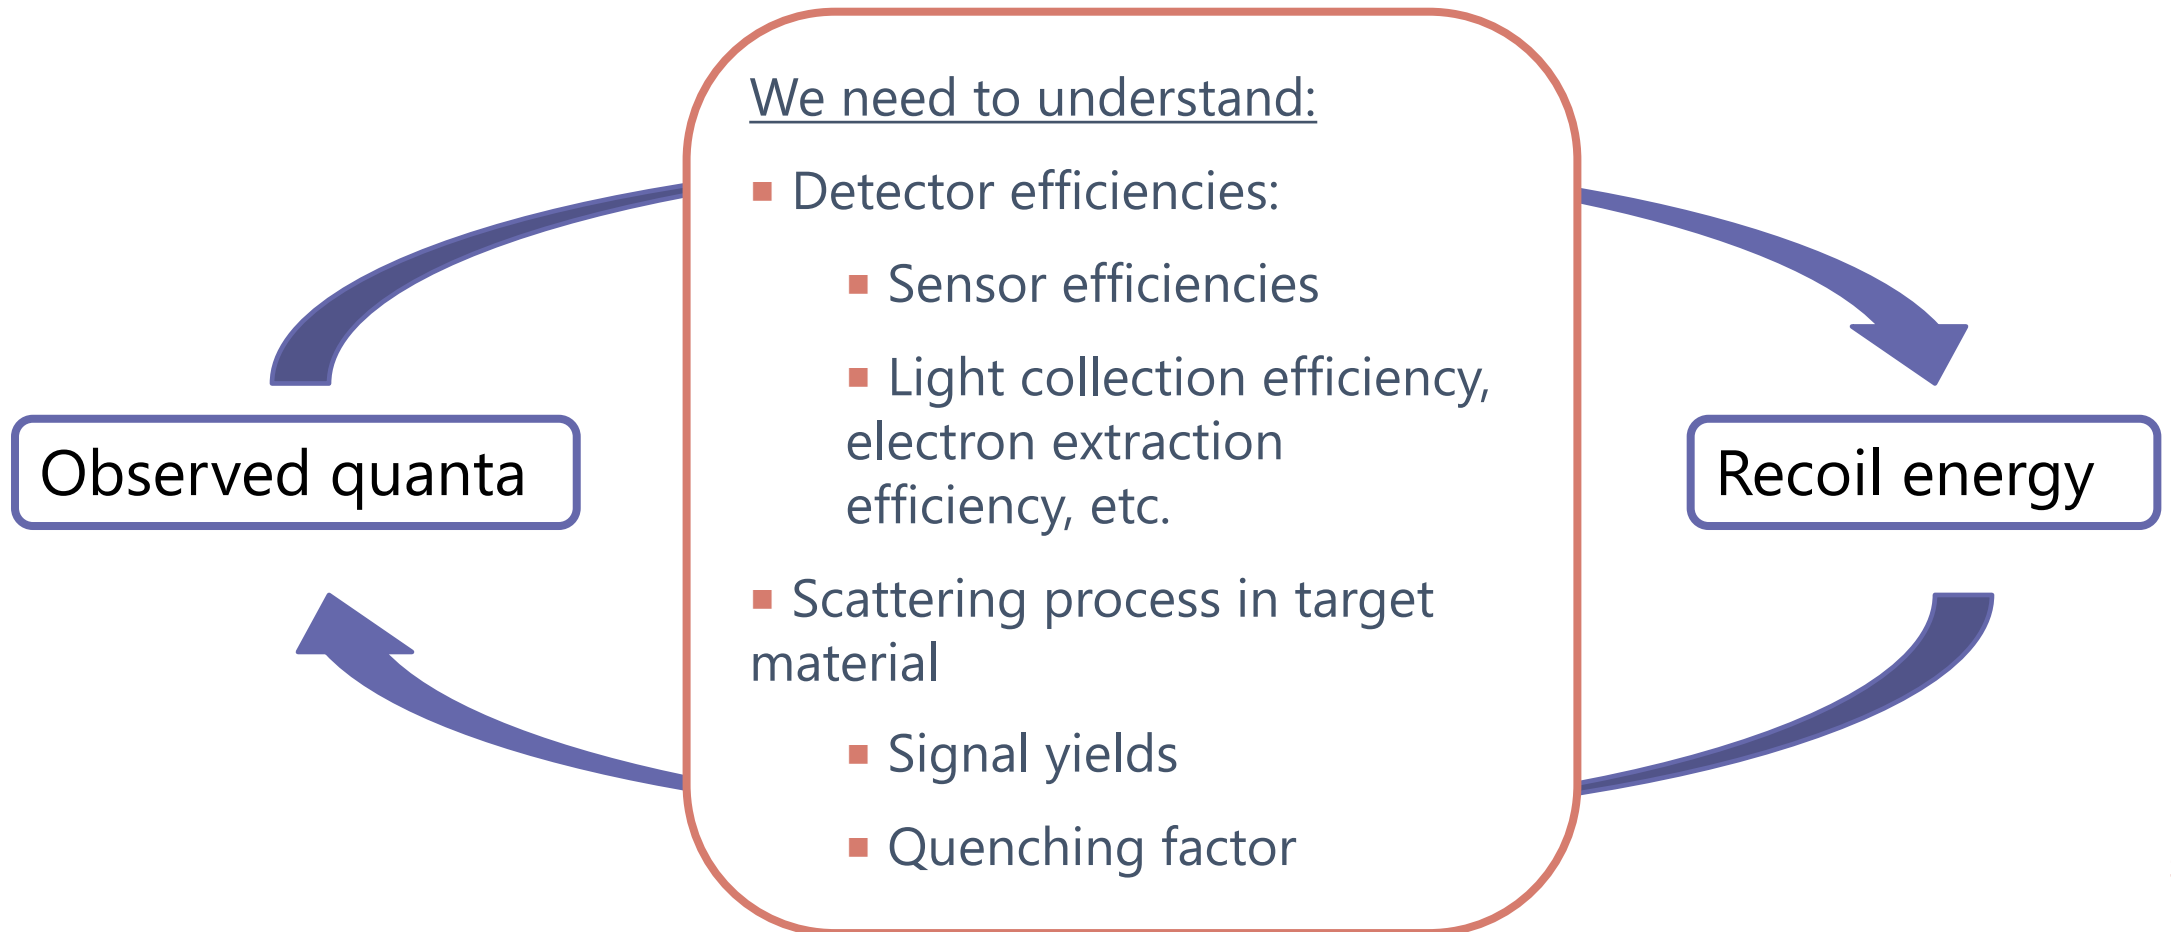 We need to understand:
▪ Detector efficiencies:
▪ Sensor efficiencies
▪ Light collection efficiency,
electron extraction
efficiency, etc.
Observed quanta
Recoil energy
▪ Scattering process in target
material
▪ Signal yields
▪ Quenching factor